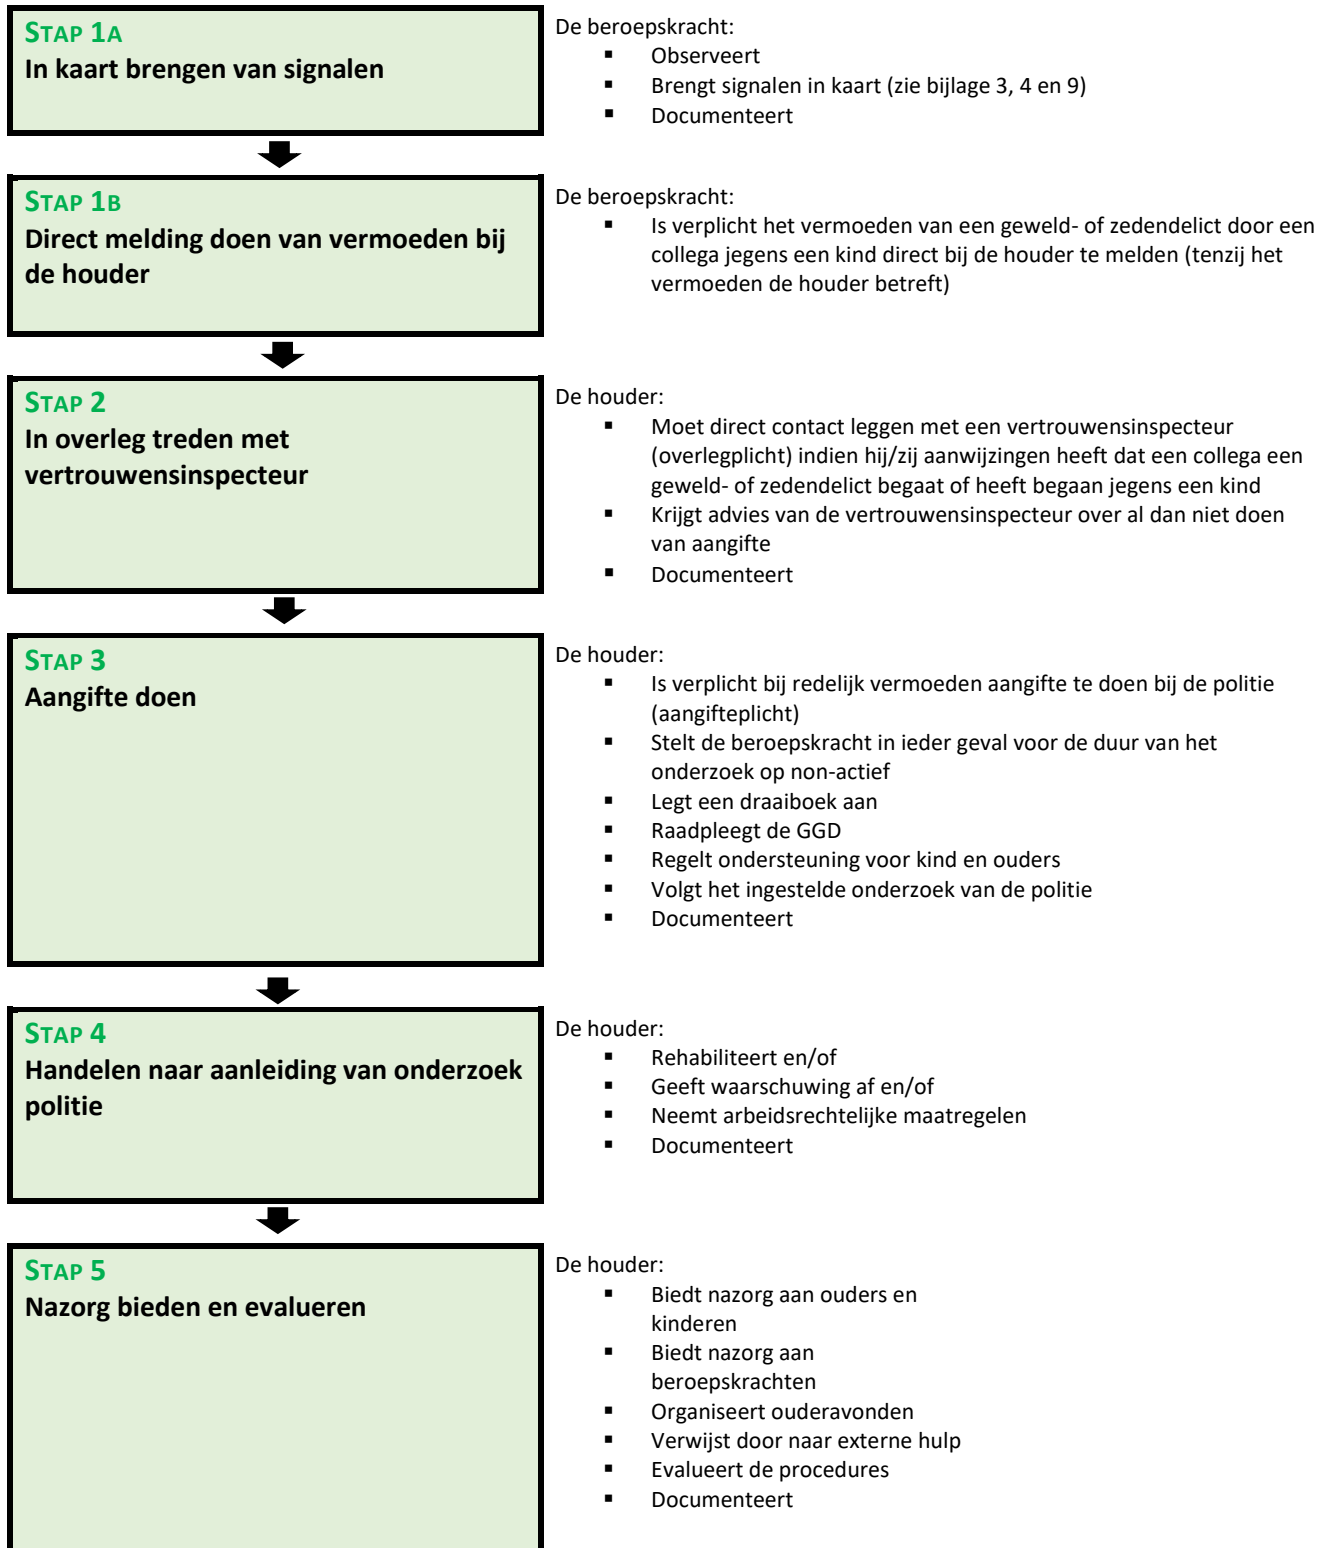 STAP 1A
In kaart brengen van signalen
De beroepskracht:
▪ Observeert
▪ Brengt signalen in kaart (zie bijlage 3, 4 en 9)
▪ Documenteert
STAP 1B
Direct melding doen van vermoeden bij
de houder
De beroepskracht:
▪ Is verplicht het vermoeden van een geweld- of zedendelict door een
collega jegens een kind direct bij de houder te melden (tenzij het
vermoeden de houder betreft)
STAP 2
In overleg treden met
vertrouwensinspecteur
De houder:
▪ Moet direct contact leggen met een vertrouwensinspecteur
(overlegplicht) indien hij/zij aanwijzingen heeft dat een collega een
geweld- of zedendelict begaat of heeft begaan jegens een kind
▪ Krijgt advies van de vertrouwensinspecteur over al dan niet doen
van aangifte
▪ Documenteert
STAP 3
Aangifte doen
De houder:
▪ Is verplicht bij redelijk vermoeden aangifte te doen bij de politie
(aangifteplicht)
▪ Stelt de beroepskracht in ieder geval voor de duur van het
onderzoek op non-actief
▪ Legt een draaiboek aan
▪ Raadpleegt de GGD
▪ Regelt ondersteuning voor kind en ouders
▪ Volgt het ingestelde onderzoek van de politie
▪ Documenteert
STAP 4
Handelen naar aanleiding van onderzoek
politie
De houder:
▪ Rehabiliteert en/of
▪ Geeft waarschuwing af en/of
▪ Neemt arbeidsrechtelijke maatregelen
▪ Documenteert
STAP 5
Nazorg bieden en evalueren
De houder:
▪ Biedt nazorg aan ouders en
kinderen
▪ Biedt nazorg aan
beroepskrachten
▪ Organiseert ouderavonden
▪ Verwijst door naar externe hulp
▪ Evalueert de procedures
▪ Documenteert